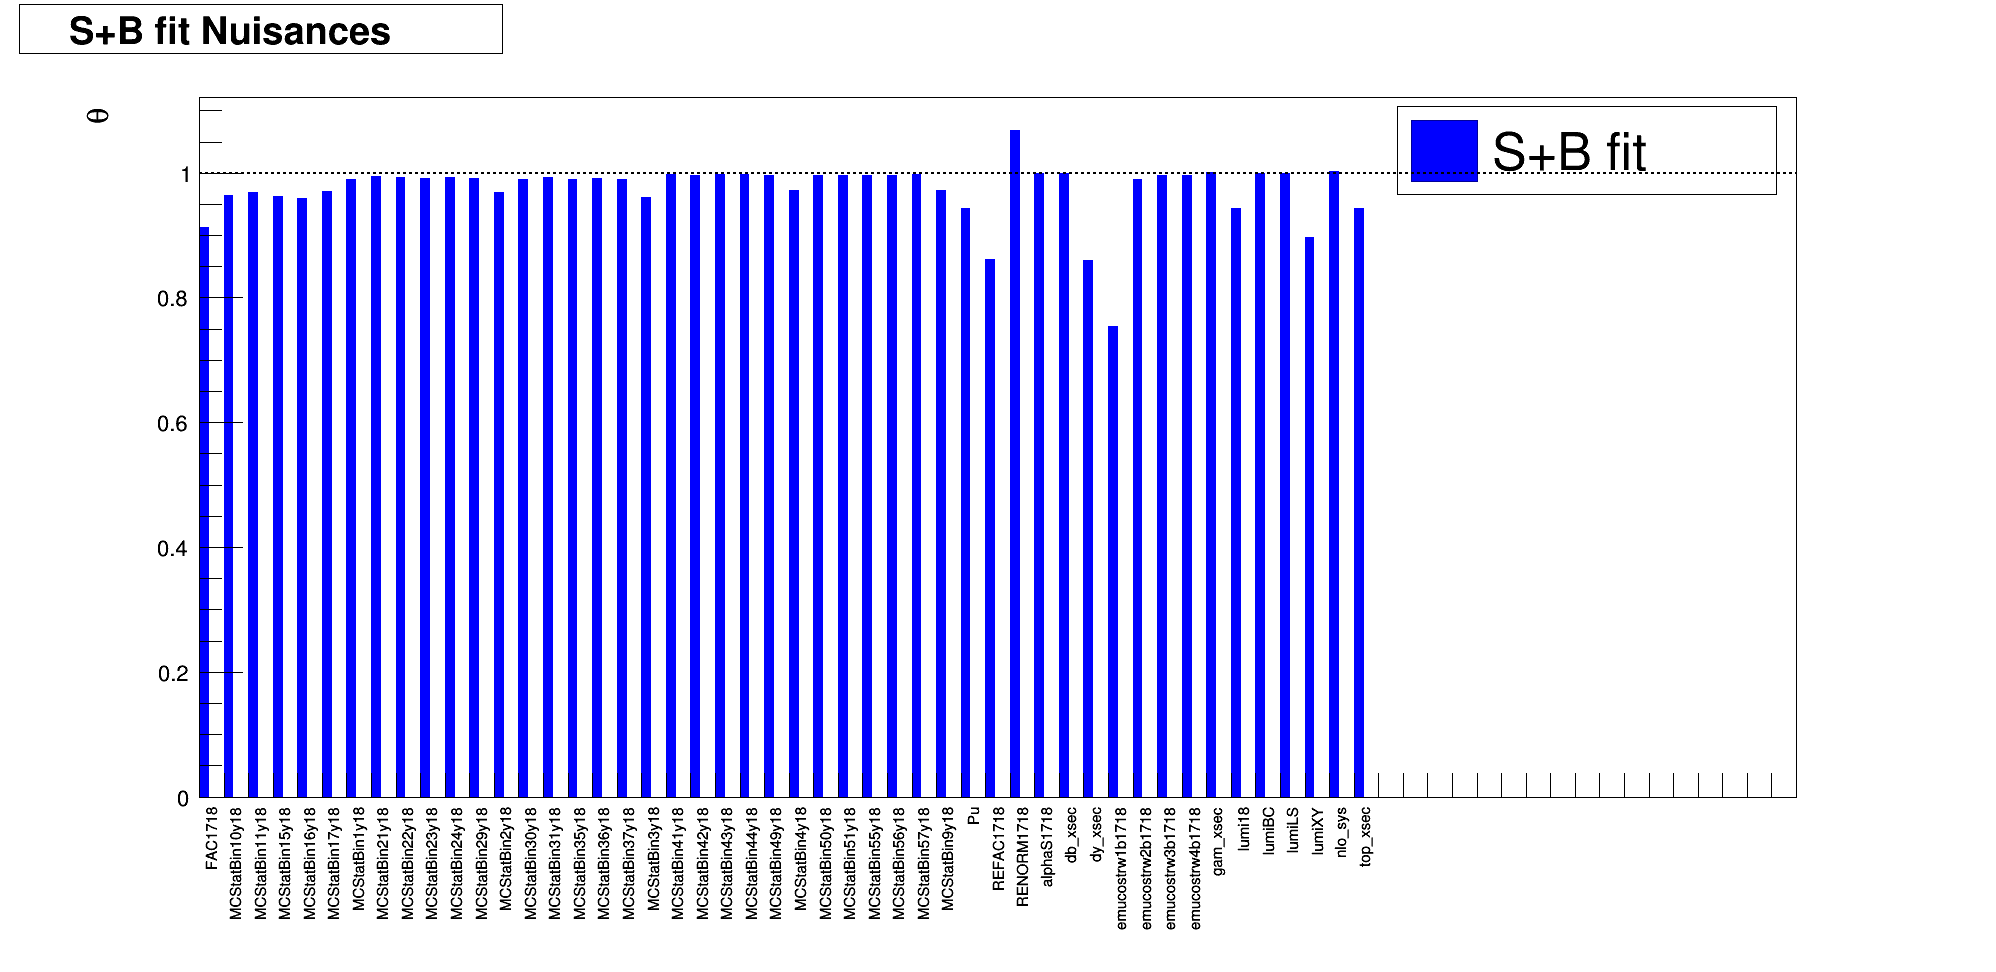 S+B fit Nuisances
θ
S+B fit
1
0.8
0.6
0.4
0.2
0
FAC1718
MCStatBin10y18
MCStatBin11y18
MCStatBin15y18
MCStatBin16y18
MCStatBin17y18
MCStatBin1y18
MCStatBin21y18
MCStatBin22y18
MCStatBin23y18
MCStatBin24y18
MCStatBin29y18
MCStatBin2y18
MCStatBin30y18
MCStatBin31y18
MCStatBin35y18
MCStatBin36y18
MCStatBin37y18
MCStatBin3y18
MCStatBin41y18
MCStatBin42y18
MCStatBin43y18
MCStatBin44y18
MCStatBin49y18
MCStatBin4y18
MCStatBin50y18
MCStatBin51y18
MCStatBin55y18
MCStatBin56y18
MCStatBin57y18
MCStatBin9y18
Pu
REFAC1718
RENORM1718
alphaS1718
db_xsec
dy_xsec
emucostrw1b1718
emucostrw2b1718
emucostrw3b1718
emucostrw4b1718
gam_xsec
lumi18
lumiBC
lumiLS
lumiXY
nlo_sys
top_xsec